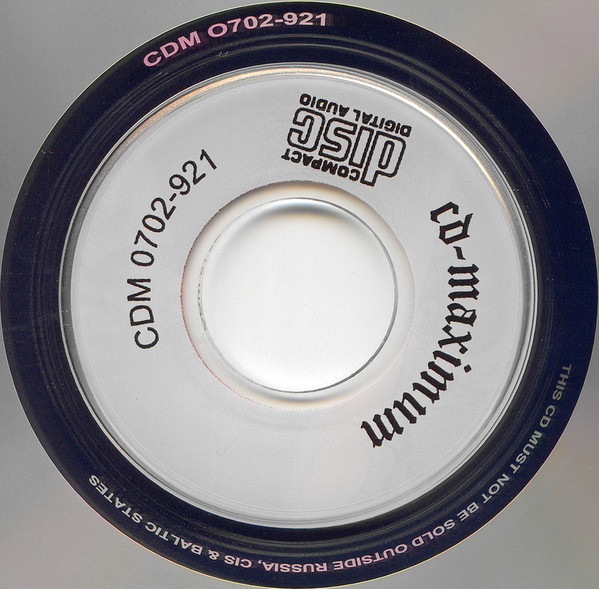 CDM O702-921
COMPACT
disc
DIGITAL AUDIO
CDM 0702-921
cd-maximum
THIS CD MUST NOT BE SOLD OUTSIDE RUSSIA, CIS & BALTIC STATES